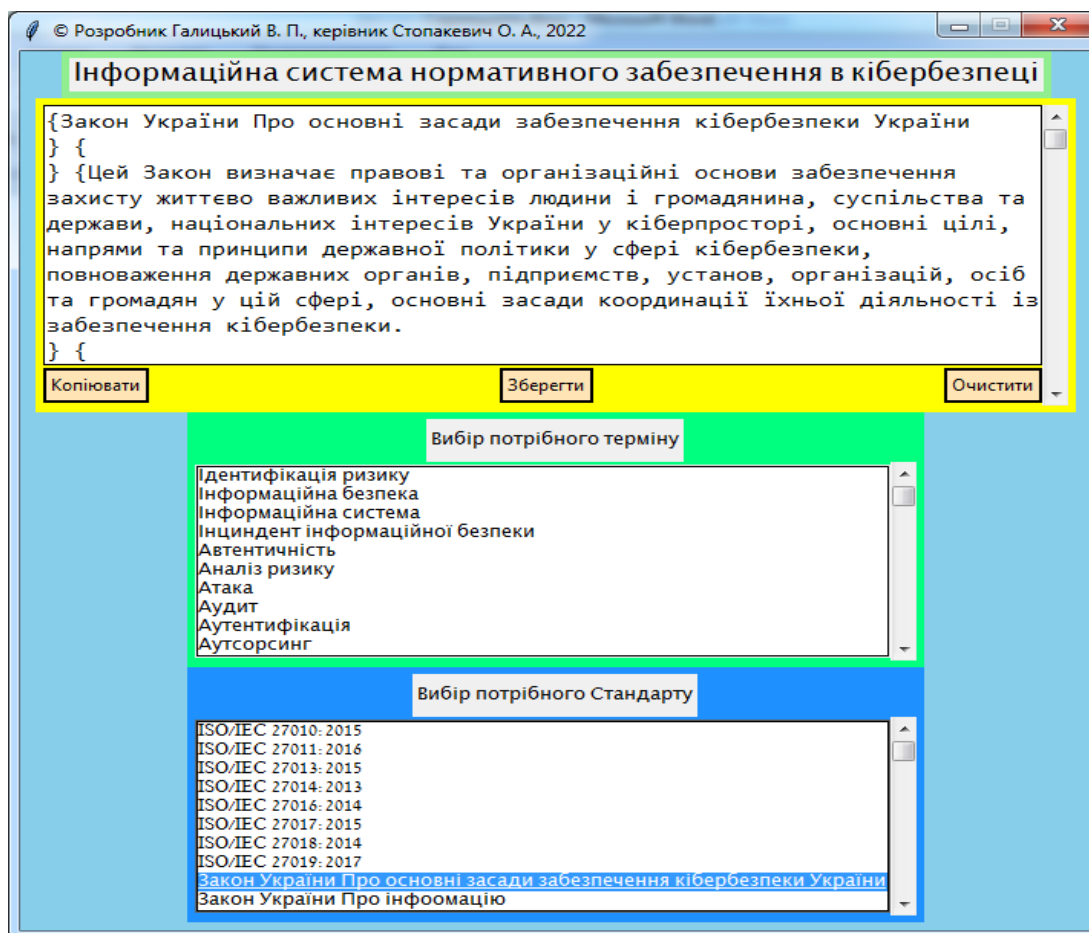 © Розробник Галицький В. П., керівник Стопакевич О. А., 2022
Інформаційна система нормативного забезпечення в кібербезпеці
{Закон України Про основні засади забезпечення кібербезпеки України
} {
} {Цей Закон визначає правові та організаційні основи забезпечення
захисту життєво важливих інтересів людини і громадянина, суспільства та
держави, національних інтересів України у кіберпросторі, основні цілі,
напрями та принципи державної політики у сфері кібербезпеки,
повноваження державних органів, підприємств, установ, організацій, осіб
та громадян у цій сфері, основні засади координації їхньої діяльності із
забезпечення кібербезпеки.
} {
Копіювати Зберегти Очистити
Вибір потрібного терміну
Ідентифікація ризику
Інформаційна безпека
Інформаційна система
Інциндент інформаційної безпеки
Автентичність
Аналіз ризику
Атака
Аудит
Аутентифікація
Аутсорсинг
Вибір потрібного Стандарту
ISO/IEC 27010:2015
ISO/IEC 27011:2016
ISO/IEC 27013:2015
ISO/IEC 27014:2013
ISO/IEC 27016:2014
ISO/IEC 27017:2015
ISO/IEC 27018:2014
ISO/IEC 27019:2017
Закон України Про основні засади забезпечення кібербезпеки України
Закон України Про інфоомацію